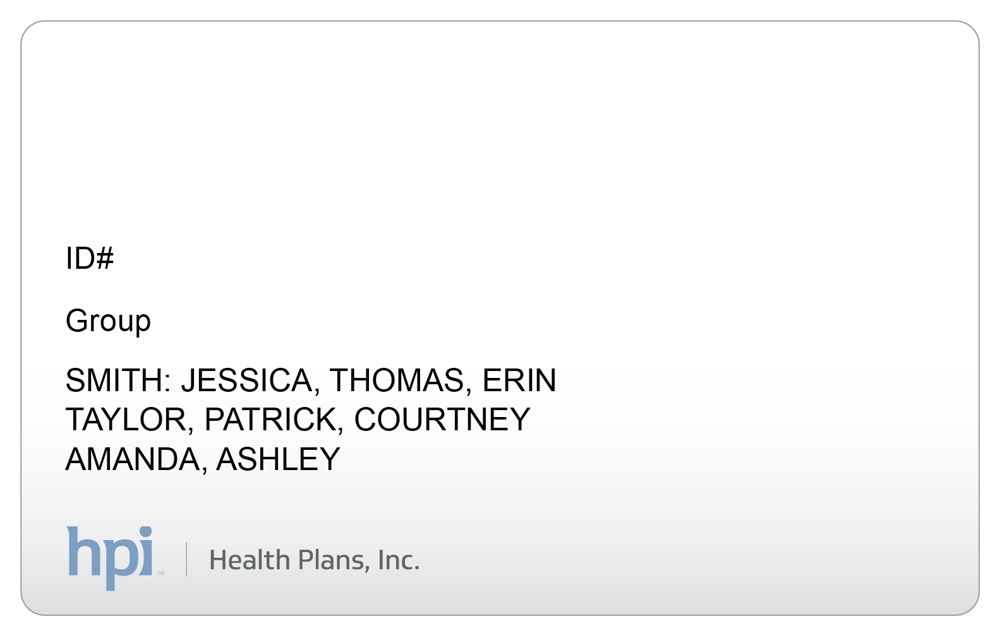 ID#
Group
SMITH: JESSICA, THOMAS, ERIN
TAYLOR, PATRICK, COURTNEY
AMANDA, ASHLEY
hpi™ | Health Plans, Inc.